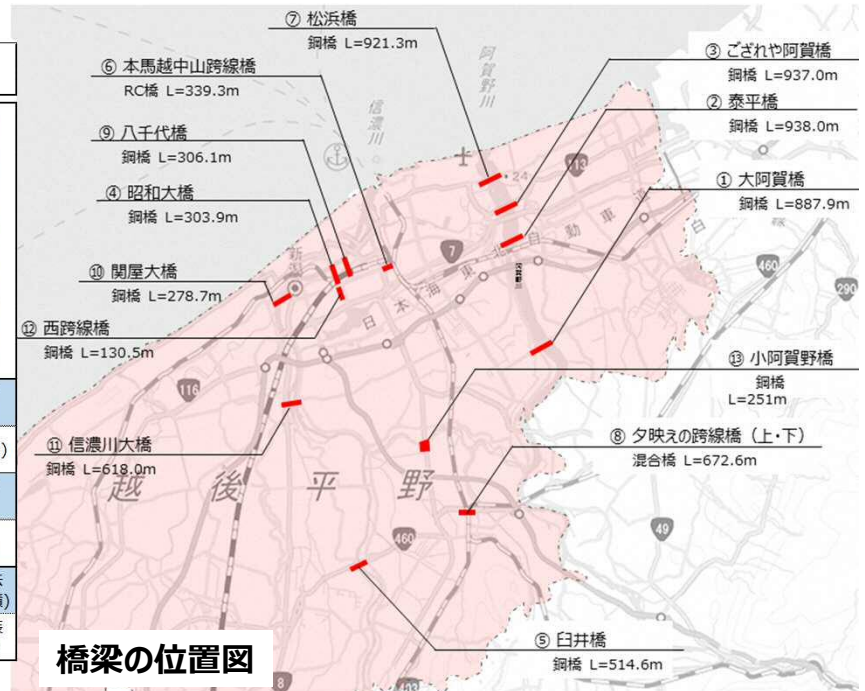 ⑦ 松浜橋
鋼橋 L=921.3m
⑥ 本馬越中山跨線橋
RC橋 L=339.3m
③ ござれや阿賀橋
鋼橋 L=937.0m
② 泰平橋
鋼橋 L=938.0m
⑨ 八千代橋
鋼橋 L=306.1m
① 大阿賀橋
鋼橋 L=887.9m
④ 昭和大橋
鋼橋 L=303.9m
⑩ 関屋大橋
鋼橋 L=278.7m
⑫ 西跨線橋
鋼橋 L=130.5m
⑬ 小阿賀野橋
鋼橋
L=251m
⑪ 信濃川大橋
鋼橋 L=618.0m
⑧ 夕映えの跨線橋（上・下）
混合橋 L=672.6m
⑤ 臼井橋
鋼橋 L=514.6m
橋梁の位置図
阿賀野川
信濃川
日本海東北自動車道
越後平野
24
113
7
460
290
116
49
460
8
403